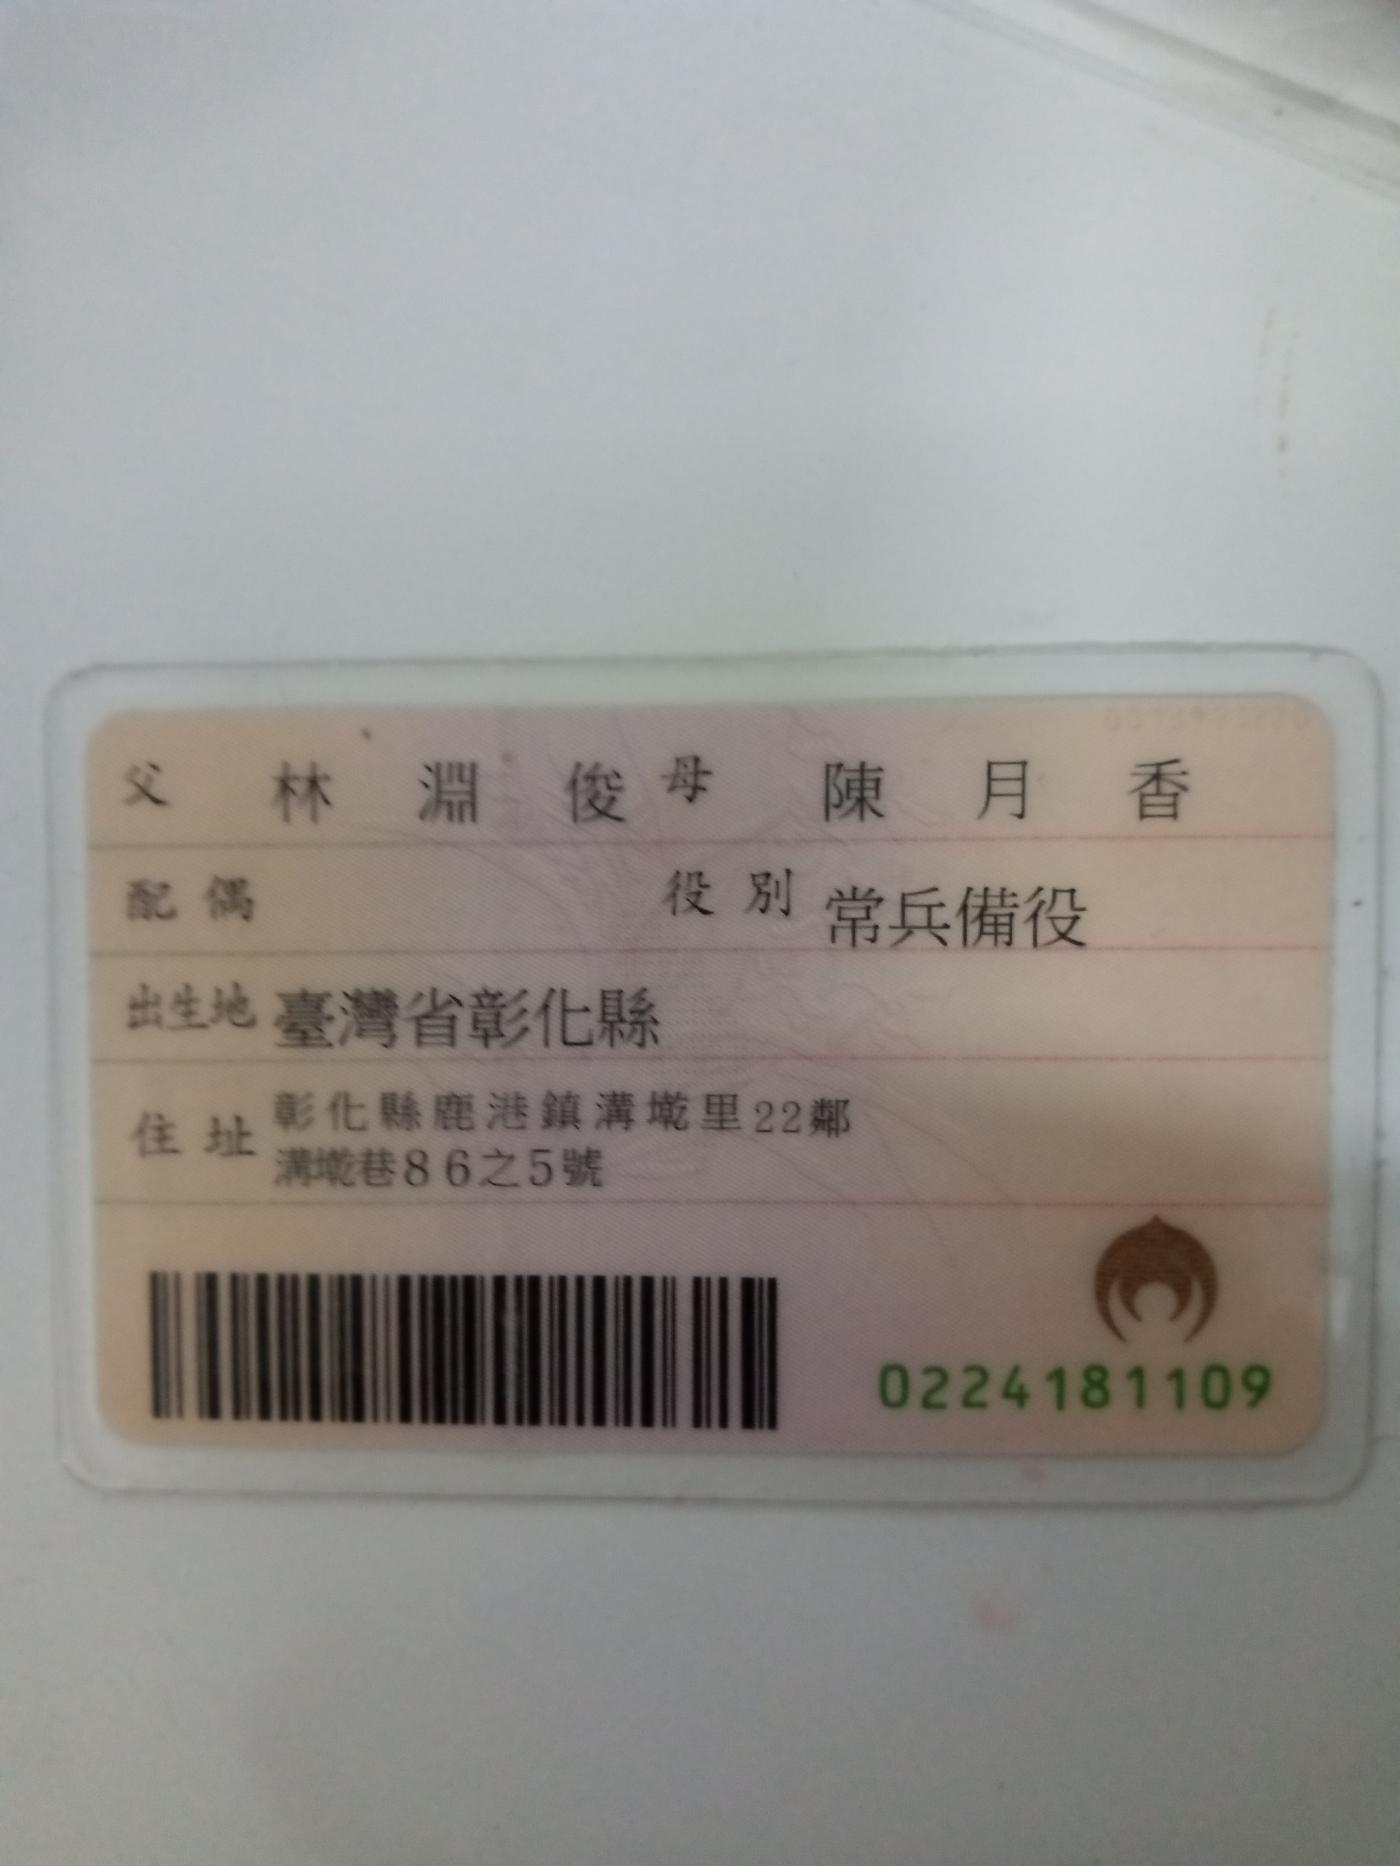 父 林淵俊 母 陳月香
配偶 役別 常兵備役
出生地 臺灣省彰化縣
住址 彰化縣鹿港鎮溝墘里22鄰
溝墘巷86之5號
0224181109